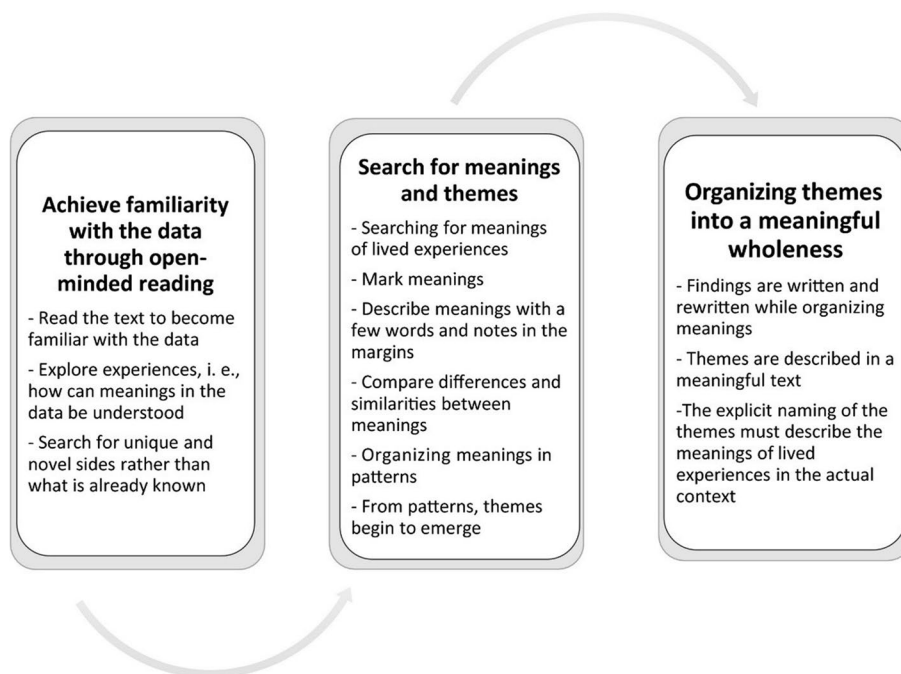 Achieve familiarity
with the data
through open-
minded reading
- Read the text to become
familiar with the data
- Explore experiences, i. e.,
how can meanings in the
data be understood
- Search for unique and
novel sides rather than
what is already known
Search for meanings
and themes
- Searching for meanings
of lived experiences
- Mark meanings
- Describe meanings with a
few words and notes in the
margins
- Compare differences and
similarities between
meanings
- Organizing meanings in
patterns
- From patterns, themes
begin to emerge
Organizing themes
into a meaningful
wholeness
- Findings are written and
rewritten while organizing
meanings
- Themes are described in a
meaningful text
-The explicit naming of the
themes must describe the
meanings of lived
experiences in the actual
context